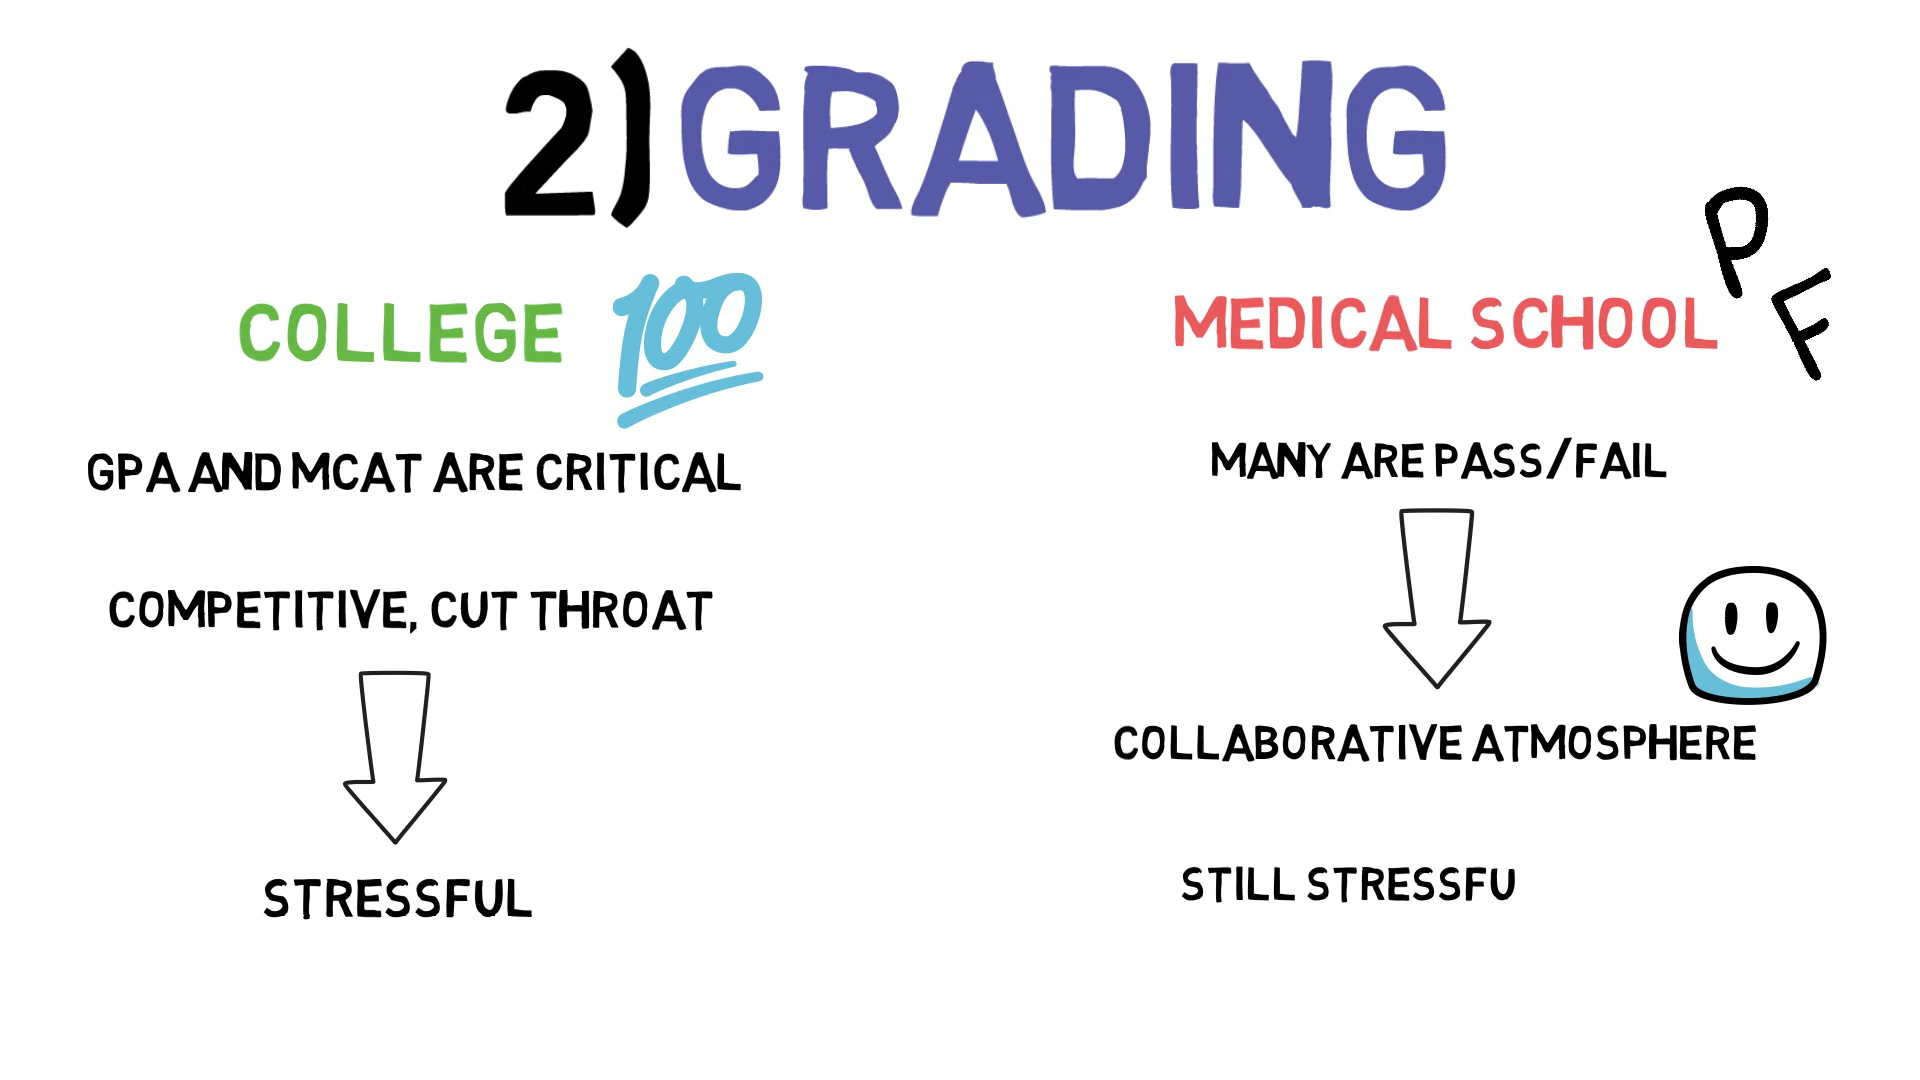 2) GRADING
COLLEGE 100
GPA AND MCAT ARE CRITICAL
COMPETITIVE, CUT THROAT
STRESSFUL
MEDICAL SCHOOL
P
F
MANY ARE PASS/FAIL
COLLABORATIVE ATMOSPHERE
STILL STRESSFU